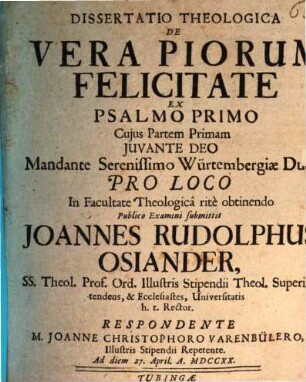 6
DISSERTATIO THEOLOGICA
DE
VERA PIORUM
FELICITATE
EX
PSALMO PRIMO
Cujus Partem Primam
JUVANTE DEO
Mandante Serenissimo Würtembergiæ Du
PRO LOCO
In Facultate Theologicâ ritè obtinendo
Publico Examini submittit
JOANNES RUDOLPHUS
OSIANDER,
SS. Theol. Prof. Ord. Illustris Stipendii Theol. Superi
tendens, & Ecclesiastes, Universitatis
h. t. Rector.
RESPONDENTE
M. JOANNE CHRISTOPHORO VARENBÜLERO,
Illustris Stipendii Repetente.
Ad diem 27. April. A. MDCCXX.
TUBINGÆ